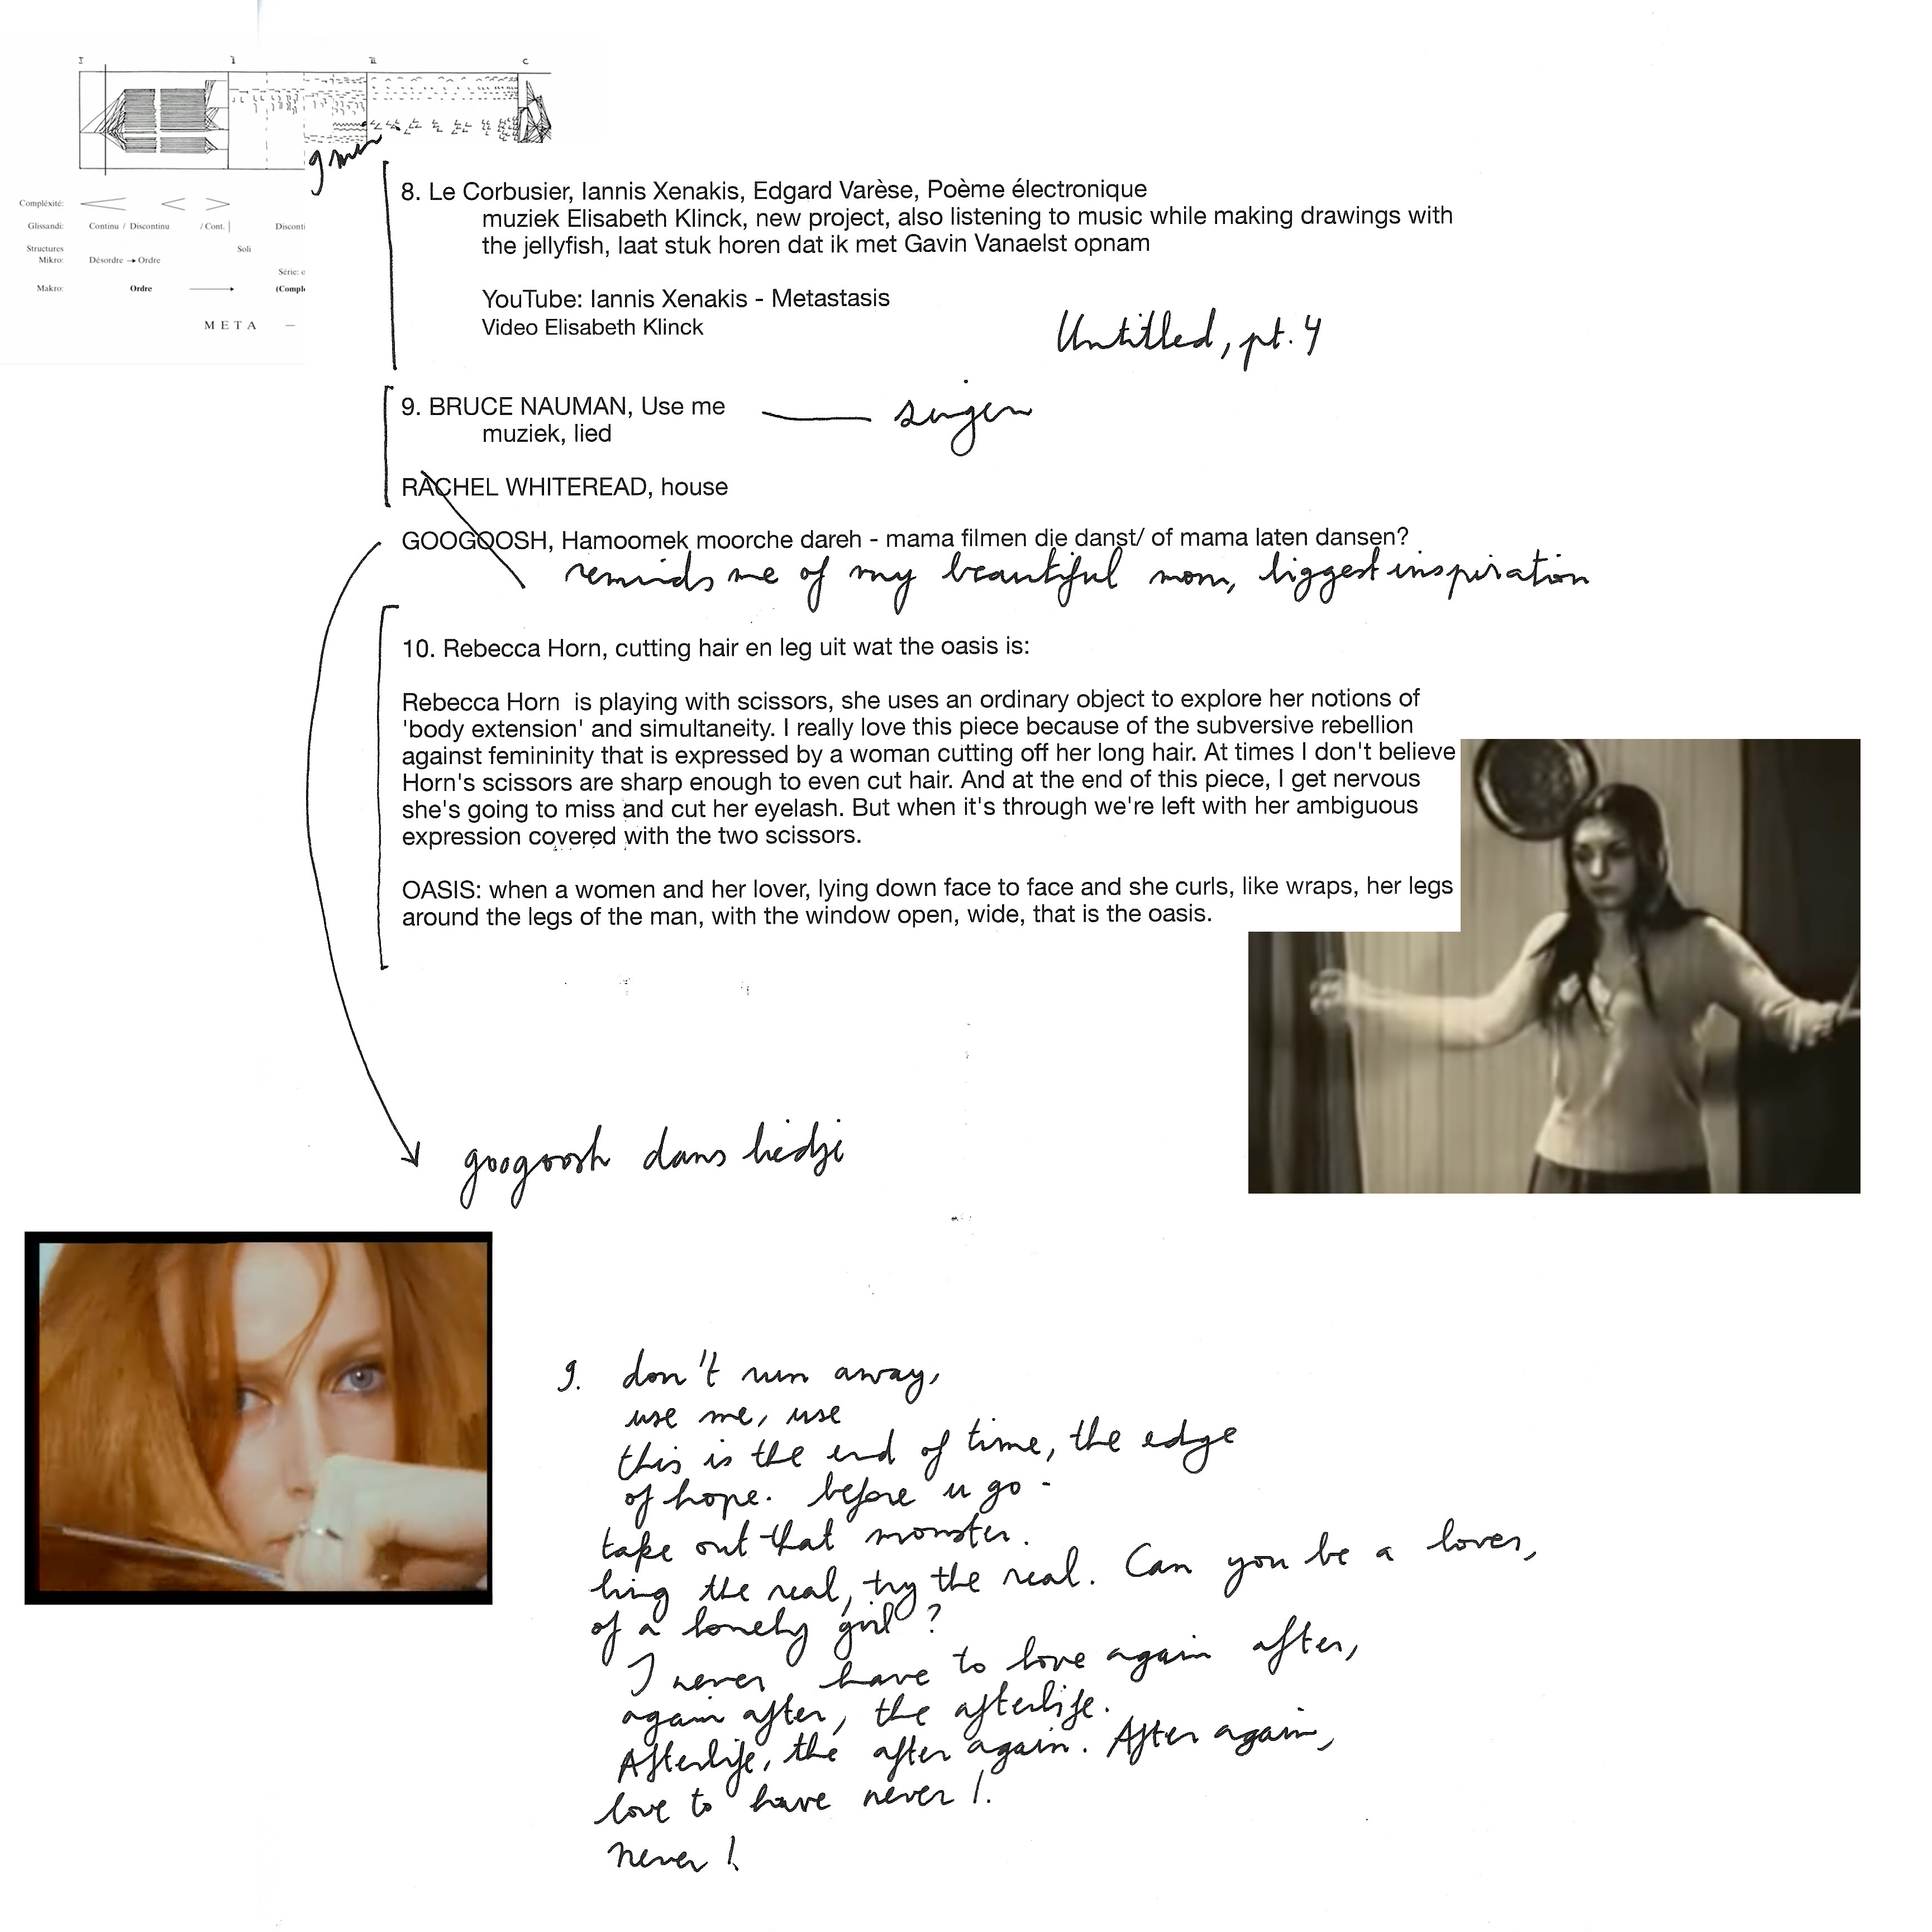 I I II C
Compléxité:
Glissandi: Continu / Discontinu / Cont. Disconti
Structures Soli
Mikro: Désordre → Ordre
Série: e
Makro: Ordre (Comple
META –
9 min
8. Le Corbusier, Iannis Xenakis, Edgard Varèse, Poème électronique
muziek Elisabeth Klinck, new project, also listening to music while making drawings with
the jellyfish, laat stuk horen dat ik met Gavin Vanaelst opnam
YouTube: Iannis Xenakis - Metastasis
Video Elisabeth Klinck
Untitled, pt. 4
9. BRUCE NAUMAN, Use me — singen
muziek, lied
RACHEL WHITEREAD, house
GOOGOOSH, Hamoomek moorche dareh - mama filmen die danst/ of mama laten dansen?
reminds me of my beautiful mom, biggest inspiration
10. Rebecca Horn, cutting hair en leg uit wat the oasis is:
Rebecca Horn is playing with scissors, she uses an ordinary object to explore her notions of
'body extension' and simultaneity. I really love this piece because of the subversive rebellion
against femininity that is expressed by a woman cutting off her long hair. At times I don't believe
Horn's scissors are sharp enough to even cut hair. And at the end of this piece, I get nervous
she's going to miss and cut her eyelash. But when it's through we're left with her ambiguous
expression covered with the two scissors.
OASIS: when a women and her lover, lying down face to face and she curls, like wraps, her legs
around the legs of the man, with the window open, wide, that is the oasis.
googoosh dans liedje
9. don't run away,
use me, use
this is the end of time, the edge
of hope. before u go -
take out that monster.
the real, try the real. Can you be a lover,
of a lonely girl?
I never have to love again after,
again after, the afterlife.
Afterlife, the after again. After again,
love to have never!.
never!